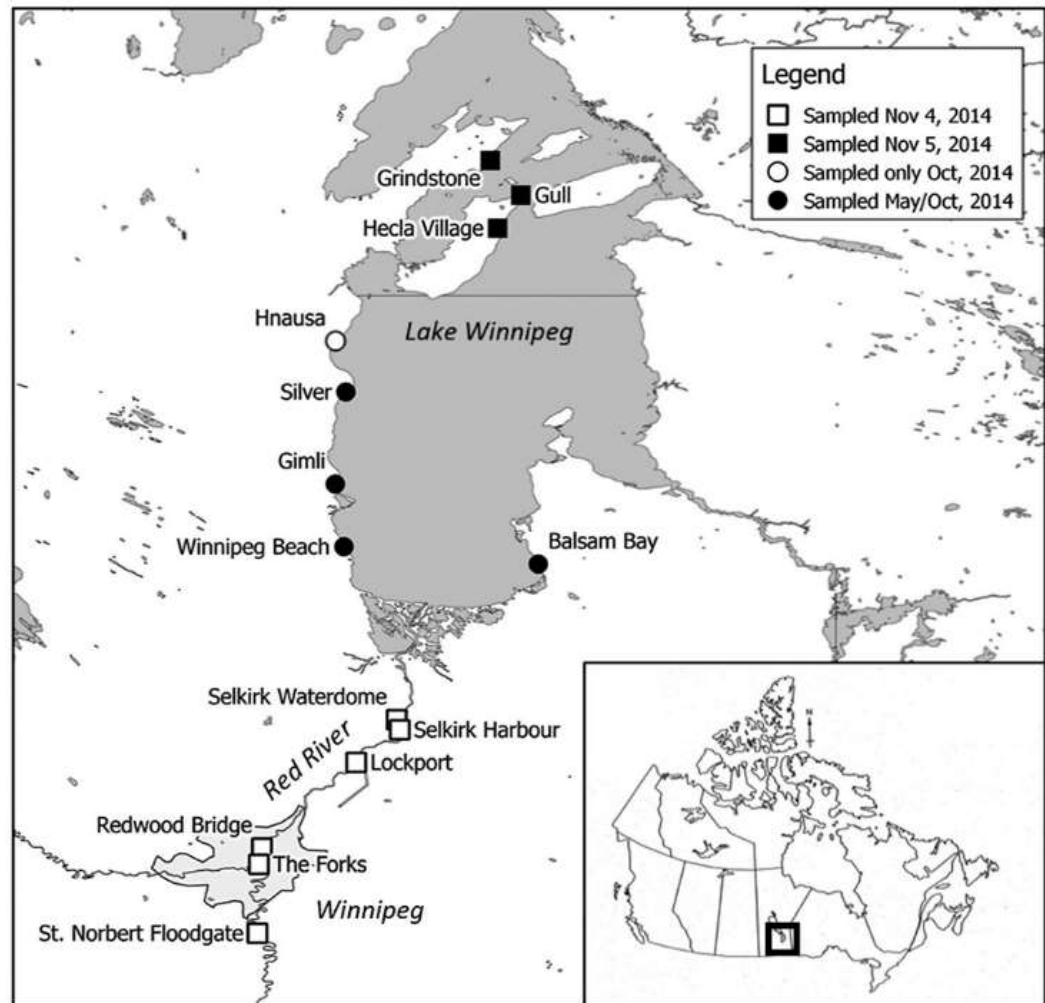 Legend
Sampled Nov 4, 2014
Sampled Nov 5, 2014
Sampled only Oct, 2014
Sampled May/Oct, 2014
Grindstone
Gull
Hecla Village
Hnausa
Lake Winnipeg
Silver
Gimli
Winnipeg Beach
Balsam Bay
Selkirk Waterdome
Selkirk Harbour
Red River
Lockport
Redwood Bridge
The Forks
Winnipeg
St. Norbert Floodgate
N